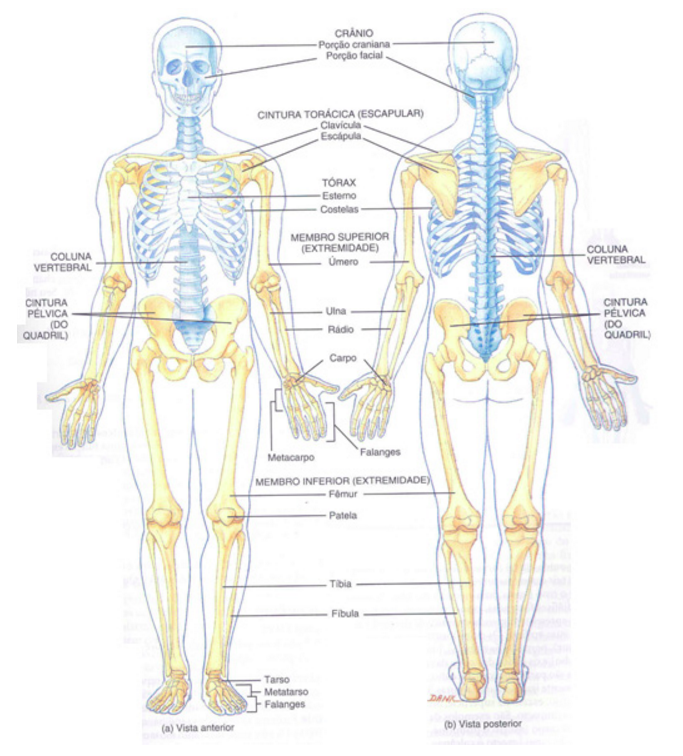 CRÂNIO
Porção craniana
Porção facial
CINTURA TORÁCICA (ESCAPULAR)
Clavícula
Escápula
TÓRAX
Esterno
Costelas
MEMBRO SUPERIOR
(EXTREMIDADE)
Úmero
COLUNA
VERTEBRAL
COLUNA
VERTEBRAL
CINTURA
PÉLVICA
(DO
QUADRIL)
CINTURA
PÉLVICA
(DO
QUADRIL)
Ulna
Rádio
Carpo
Metacarpo
Falanges
MEMBRO INFERIOR (EXTREMIDADE)
Fêmur
Patela
Tíbia
Fíbula
Tarso
Metatarso
Falanges
(a) Vista anterior
(b) Vista posterior